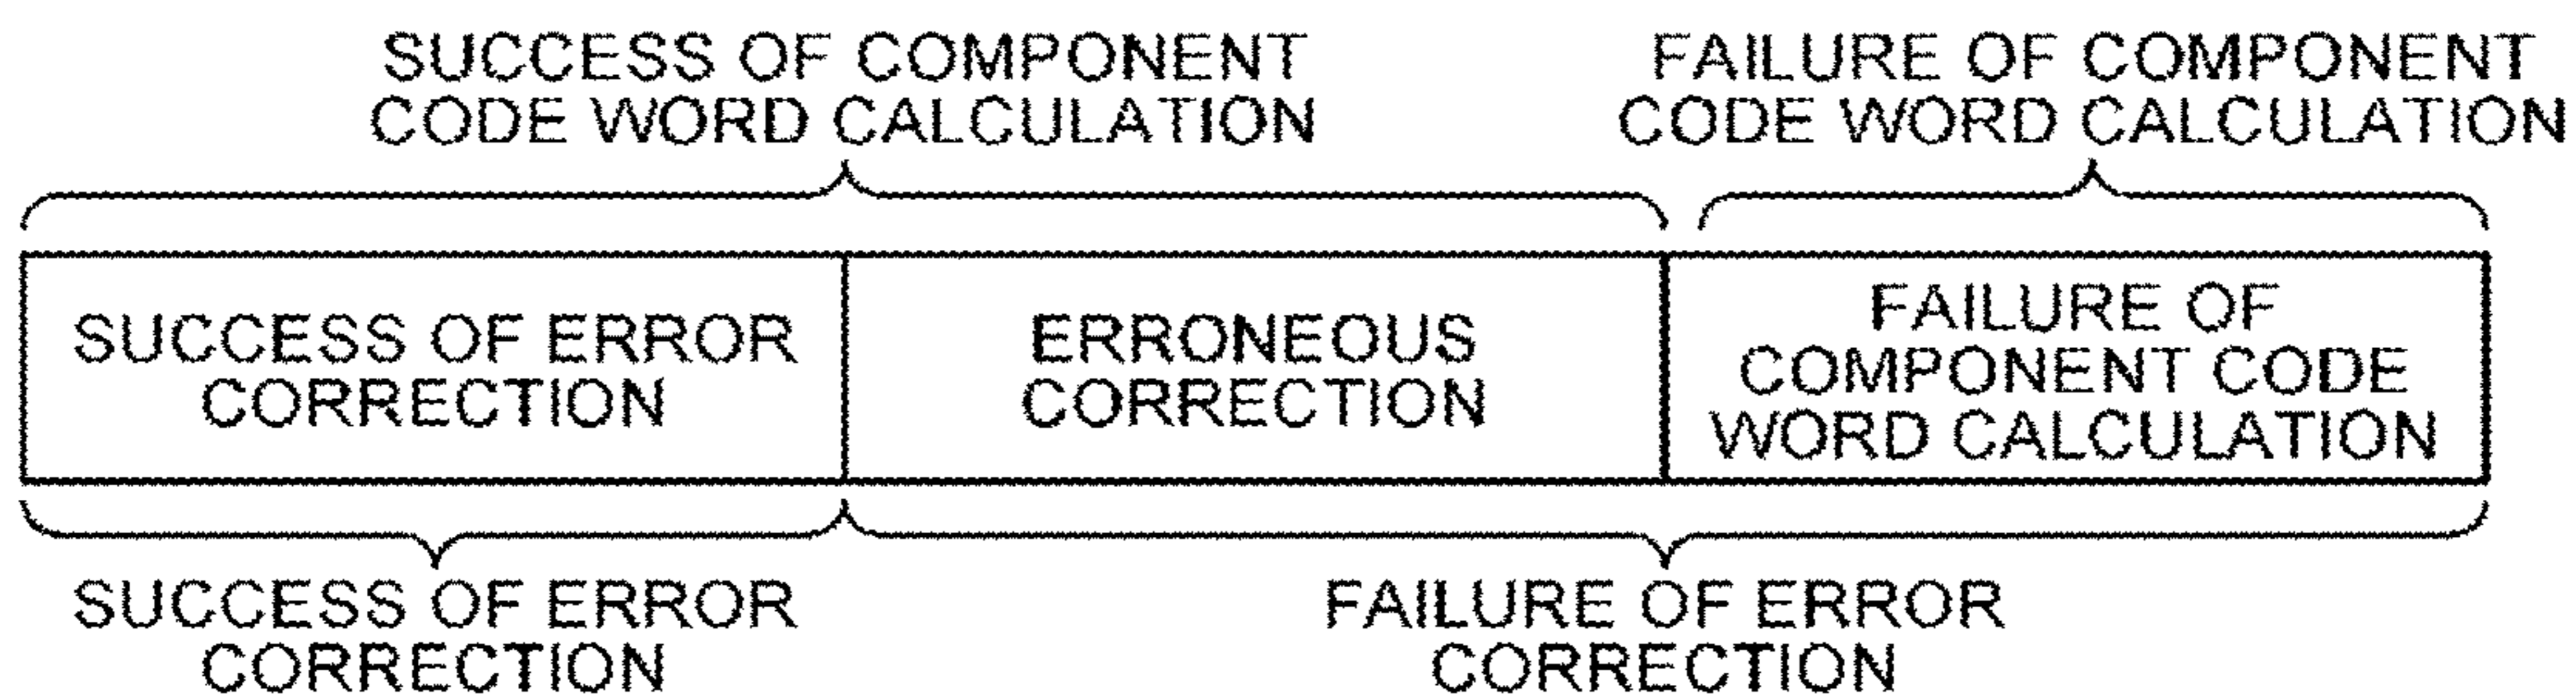 SUCCESS OF COMPONENT
CODE WORD CALCULATION
FAILURE OF COMPONENT
CODE WORD CALCULATION
SUCCESS OF ERROR
CORRECTION
ERRONEOUS
CORRECTION
FAILURE OF
COMPONENT CODE
WORD CALCULATION
SUCCESS OF ERROR
CORRECTION
FAILURE OF ERROR
CORRECTION